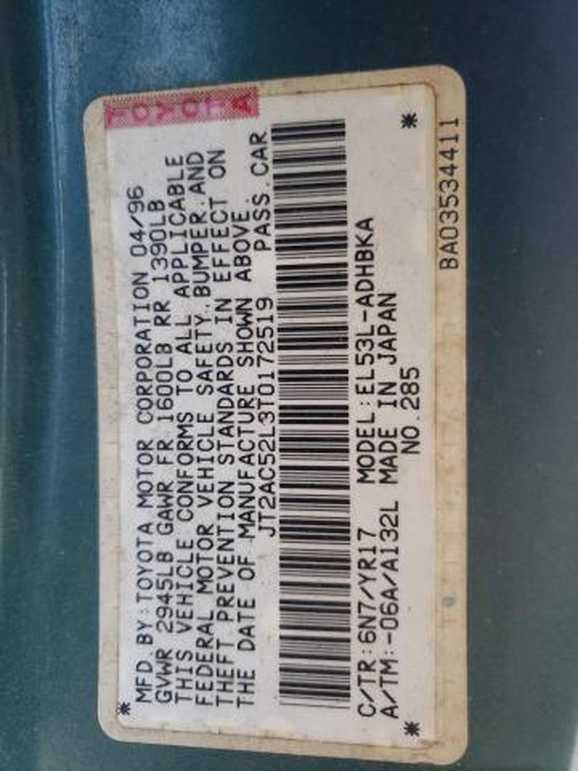 TOYOTA
MFD.BY:TOYOTA MOTOR CORPORATION 04/96
GVWR 2945LB GAWR FR 1600LB RR 1390LB
THIS VEHICLE CONFORMS TO ALL APPLICABLE
FEDERAL MOTOR VEHICLE SAFETY,BUMPER,AND
THEFT PREVENTION STANDARDS IN EFFECT ON
THE DATE OF MANUFACTURE SHOWN ABOVE.
JT2AC52L3T0172519 PASS.CAR
C/TR:6N7/YR17 MODEL:EL53L-ADHBKA
A/TM:-06A/A132L MADE IN JAPAN
* NO.285 *
BA03534411